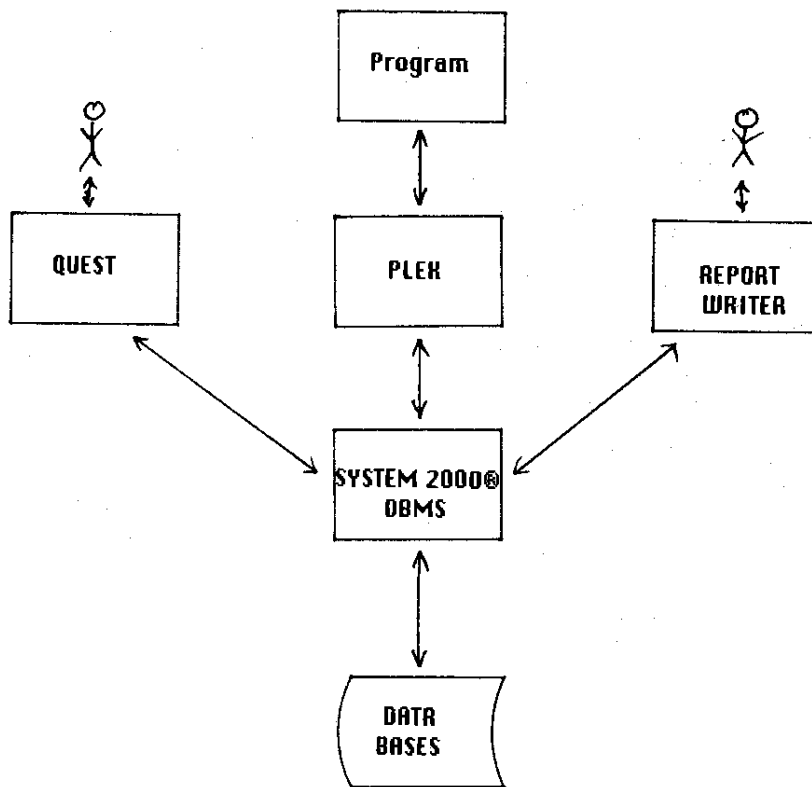 Program
QUEST
PLEX
REPORT
WRITER
SYSTEM 2000®
DBMS
DATA
BASES